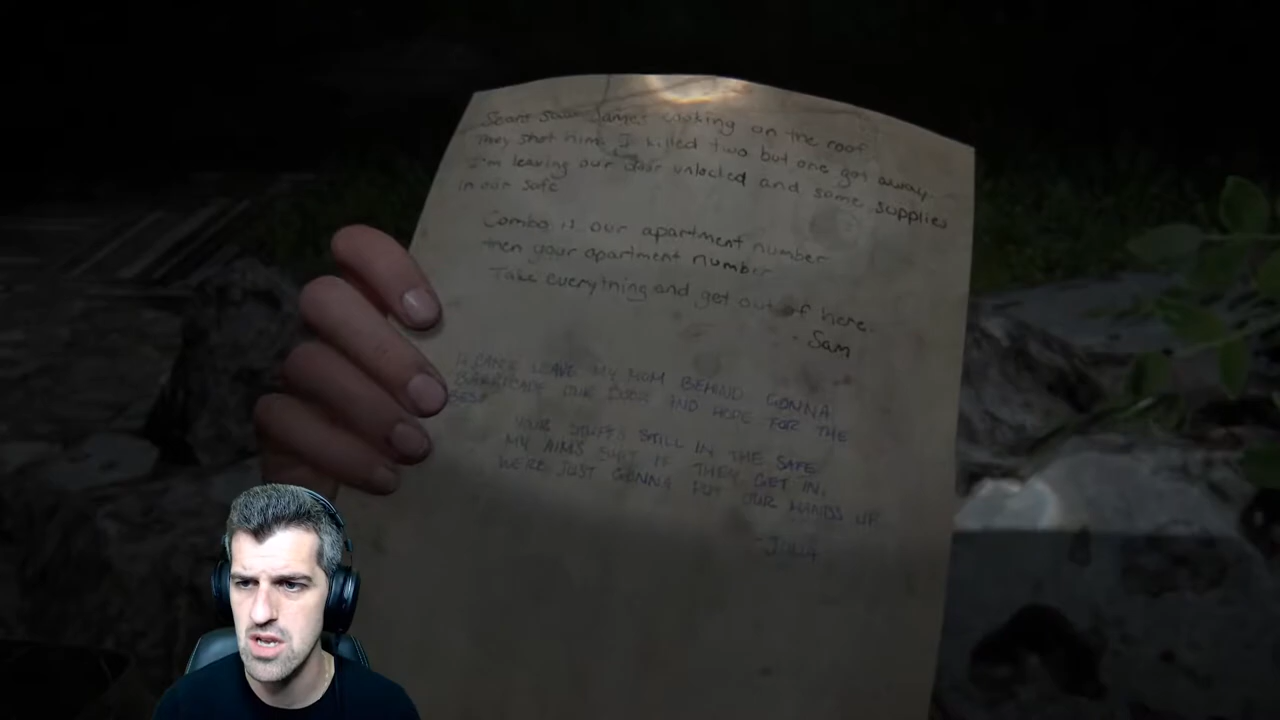 Scars saw James cooking on the roof.
They shot him. I killed two but one got away.
I'm leaving our door unlocked and some supplies
in our safe
Combo is our apartment number
then your apartment number
Take everything and get out of here.
- Sam
I CAN'T LEAVE MY MOM BEHIND GONNA
BARRICADE OUR DOOR AND HOPE FOR THE
BEST
YOUR STUFF'S STILL IN THE SAFE
MY AIMS SHIT IF THEY GET IN,
WE'RE JUST GONNA PUT OUR HANDS UP